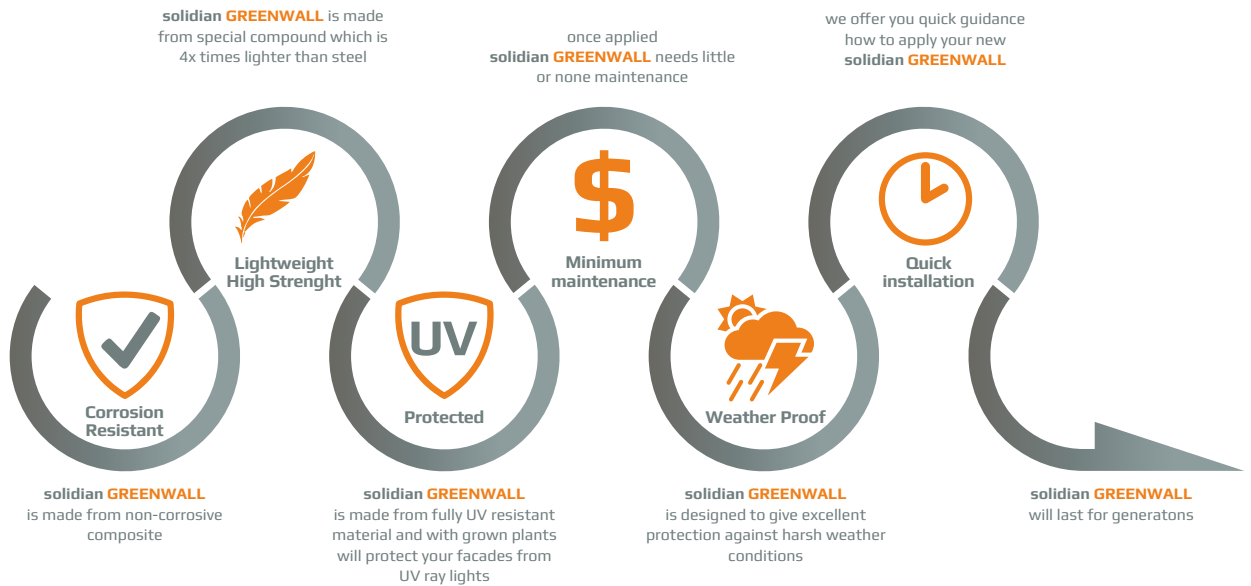 solidian GREENWALL is made
from special compound which is
4x times lighter than steel
once applied
solidian GREENWALL needs little
or none maintenance
we offer you quick guidance
how to apply your new
solidian GREENWALL
Lightweight
High Strenght
$
Minimum
maintenance
Quick
installation
Corrosion
Resistant
UV
Protected
Weather Proof
solidian GREENWALL
is made from non-corrosive
composite
solidian GREENWALL
is made from fully UV resistant
material and with grown plants
will protect your facades from
UV ray lights
solidian GREENWALL
is designed to give excellent
protection against harsh weather
conditions
solidian GREENWALL
will last for generatons